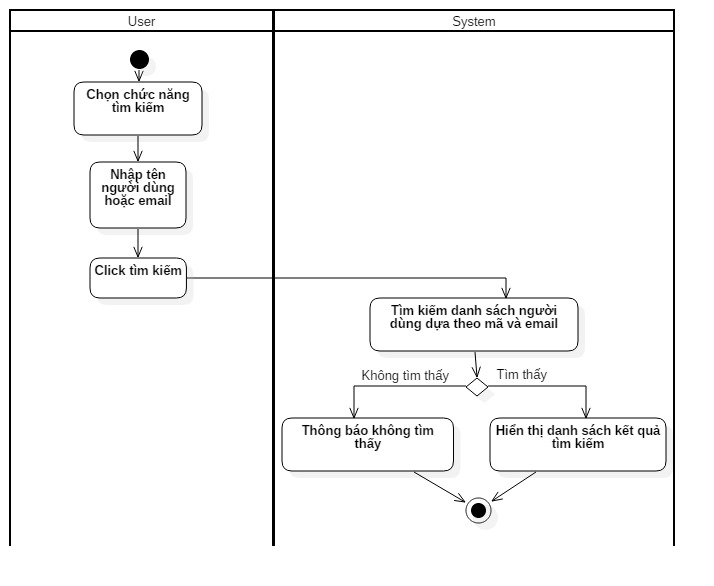 User
System
Chọn chức năng
tìm kiếm
Nhập tên
người dùng
hoặc email
Click tìm kiếm
Tìm kiếm danh sách người
dùng dựa theo mã và email
Không tìm thấy
Tìm thấy
Thông báo không tìm
thấy
Hiển thị danh sách kết quả
tìm kiếm